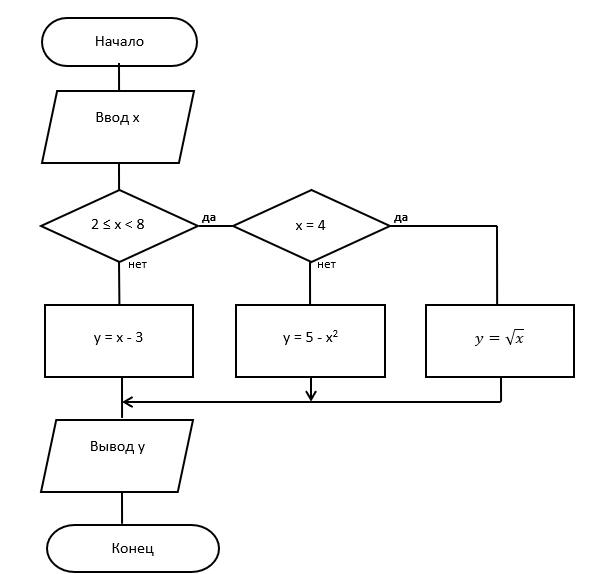 Начало
Ввод x
2 ≤ x < 8
да
x = 4
да
нет
нет
y = x - 3
y = 5 - x²
y = √x
Вывод y
Конец